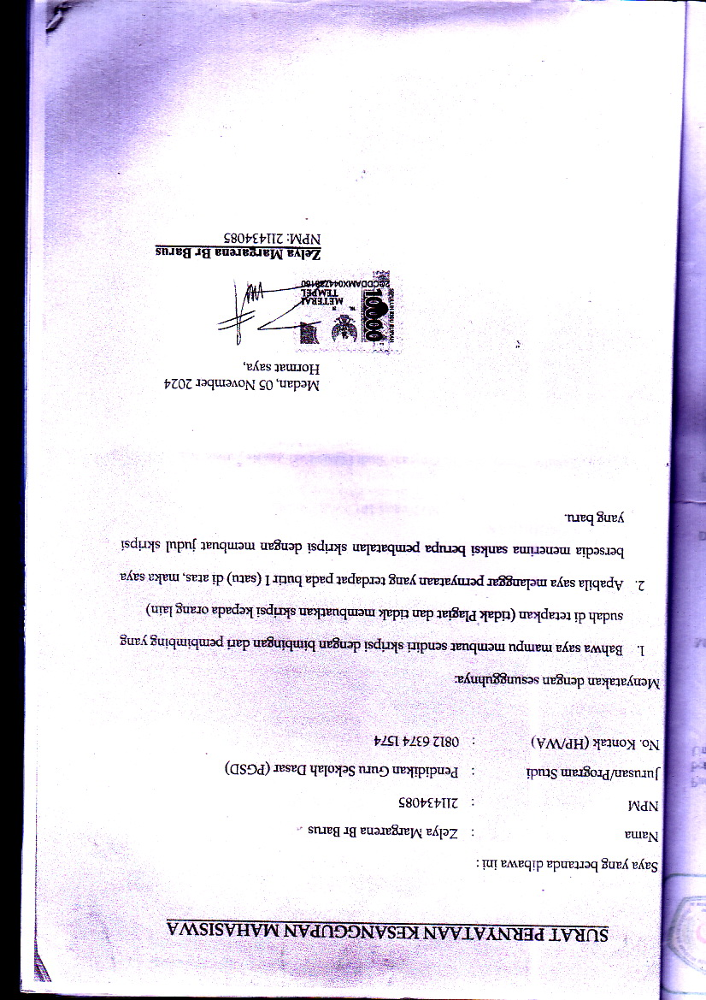 SURAT PERNYATAAN KESANGGUPAN MAHASISWA
Saya yang bertanda dibawa ini :
Nama : Zelya Margarena Br Barus
NPM : 211434085
Jurusan/Program Studi : Pendidikan Guru Sekolah Dasar (PGSD)
No. Kontak (HP/WA) : 0812 6374 1574
Menyatakan dengan sesungguhnya:
1. Bahwa saya mampu membuat sendiri skripsi dengan bimbingan dari pembimbing yang
sudah di tetapkan (tidak Plagiat dan tidak membuatkan skripsi kepada orang lain)
2. Apabila saya melanggar pernyataan yang terdapat pada butir 1 (satu) di atas, maka saya
bersedia menerima sanksi berupa pembatalan skripsi dengan membuat judul skripsi
yang baru.
Medan, 05 November 2024
Hormat saya,
10000
METERAI
TEMPEL
Zelya Margarena Br Barus
NPM: 211434085